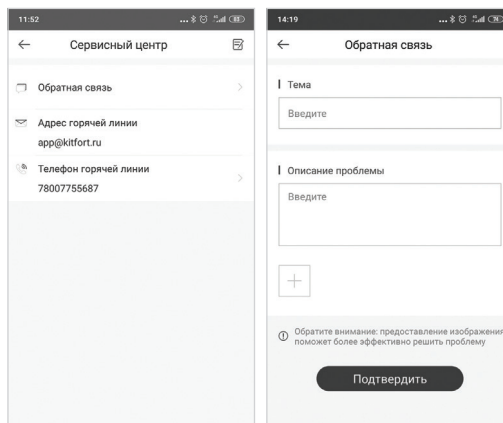 11:52
Сервисный центр
Обратная связь
Адрес горячей линии
app@kitfort.ru
Телефон горячей линии
78007755687
14:19
Обратная связь
Тема
Введите
Описание проблемы
Введите
Обратите внимание: предоставление изображения
поможет более эффективно решить проблему
Подтвердить